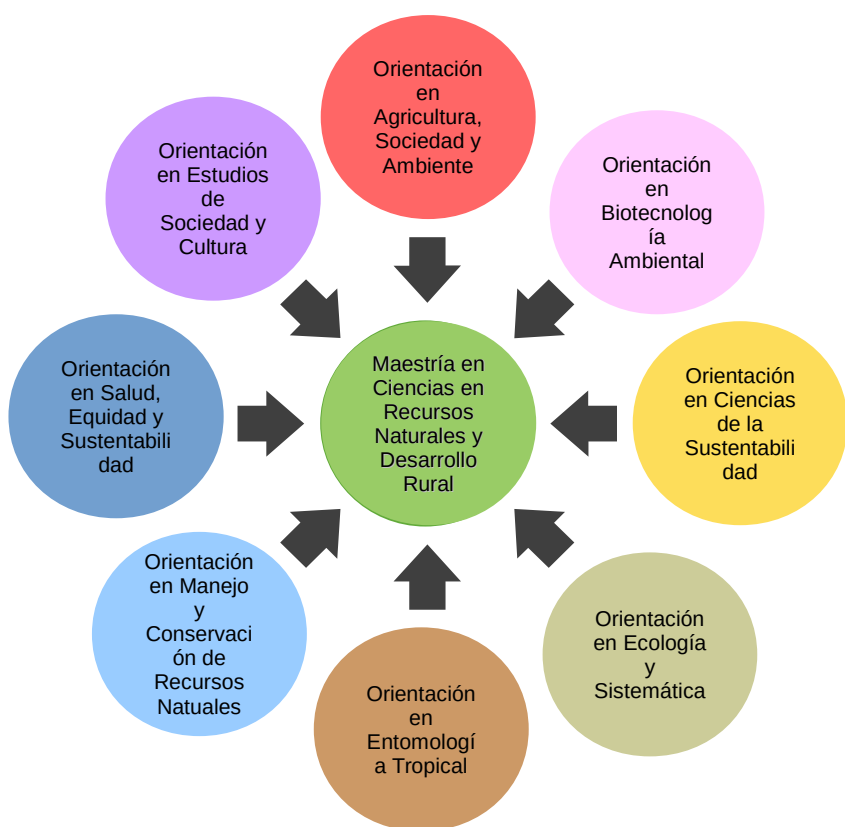 Orientación
en
Agricultura,
Sociedad y
Ambiente
Orientación
en
Biotecnolog
ía
Ambiental
Orientación
en Ciencias
de la
Sustentabili
dad
Orientación
en Ecología
y
Sistemática
Orientación
en
Entomologí
a Tropical
Orientación
en Manejo
y
Conservaci
ón de
Recursos
Natuales
Orientación
en Salud,
Equidad y
Sustentabili
dad
Orientación
en Estudios
de
Sociedad y
Cultura
Maestría en
Ciencias en
Recursos
Naturales y
Desarrollo
Rural